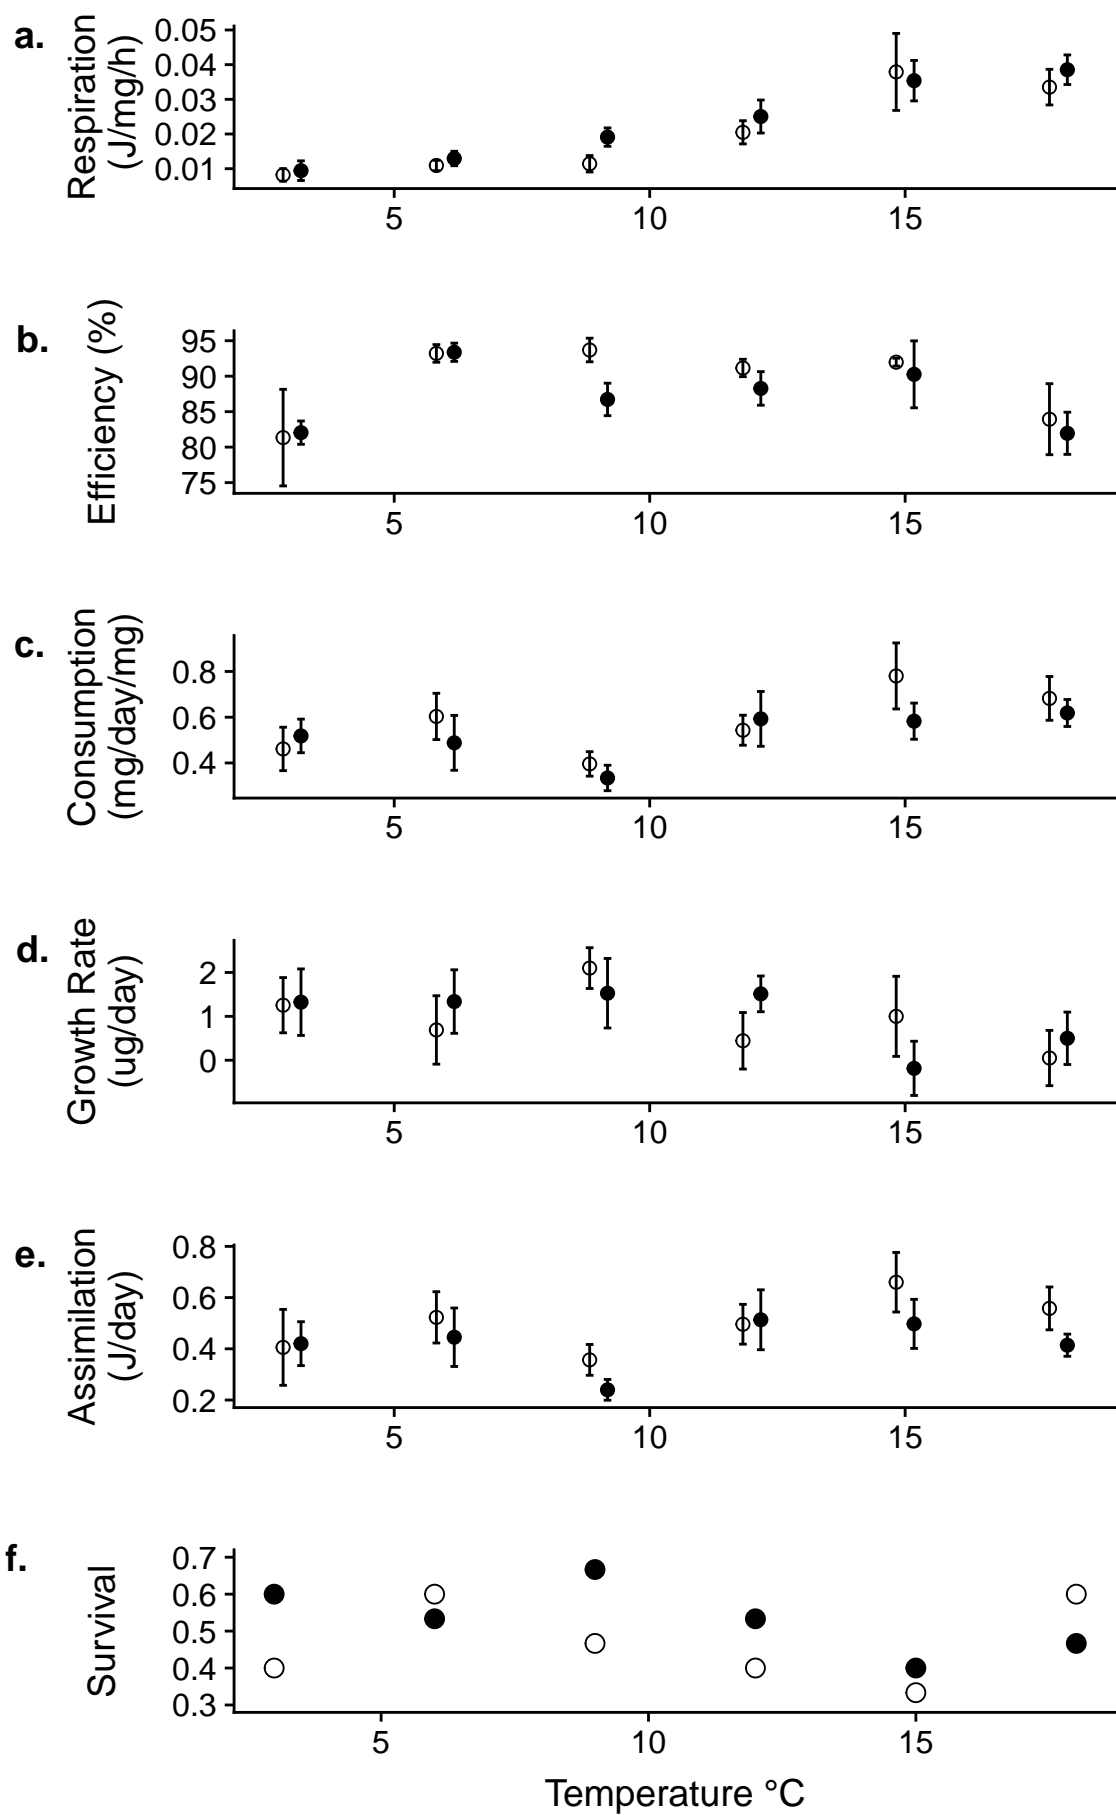 a.
Respiration
(J/mg/h)
0.05
0.04
0.03
0.02
0.01
5 10 15
b.
Efficiency (%)
95
90
85
80
75
5 10 15
c.
Consumption
(mg/day/mg)
0.8
0.6
0.4
5 10 15
d.
Growth Rate
(ug/day)
2
1
0
5 10 15
e.
Assimilation
(J/day)
0.8
0.6
0.4
0.2
5 10 15
f.
Survival
0.7
0.6
0.5
0.4
0.3
5 10 15
Temperature °C